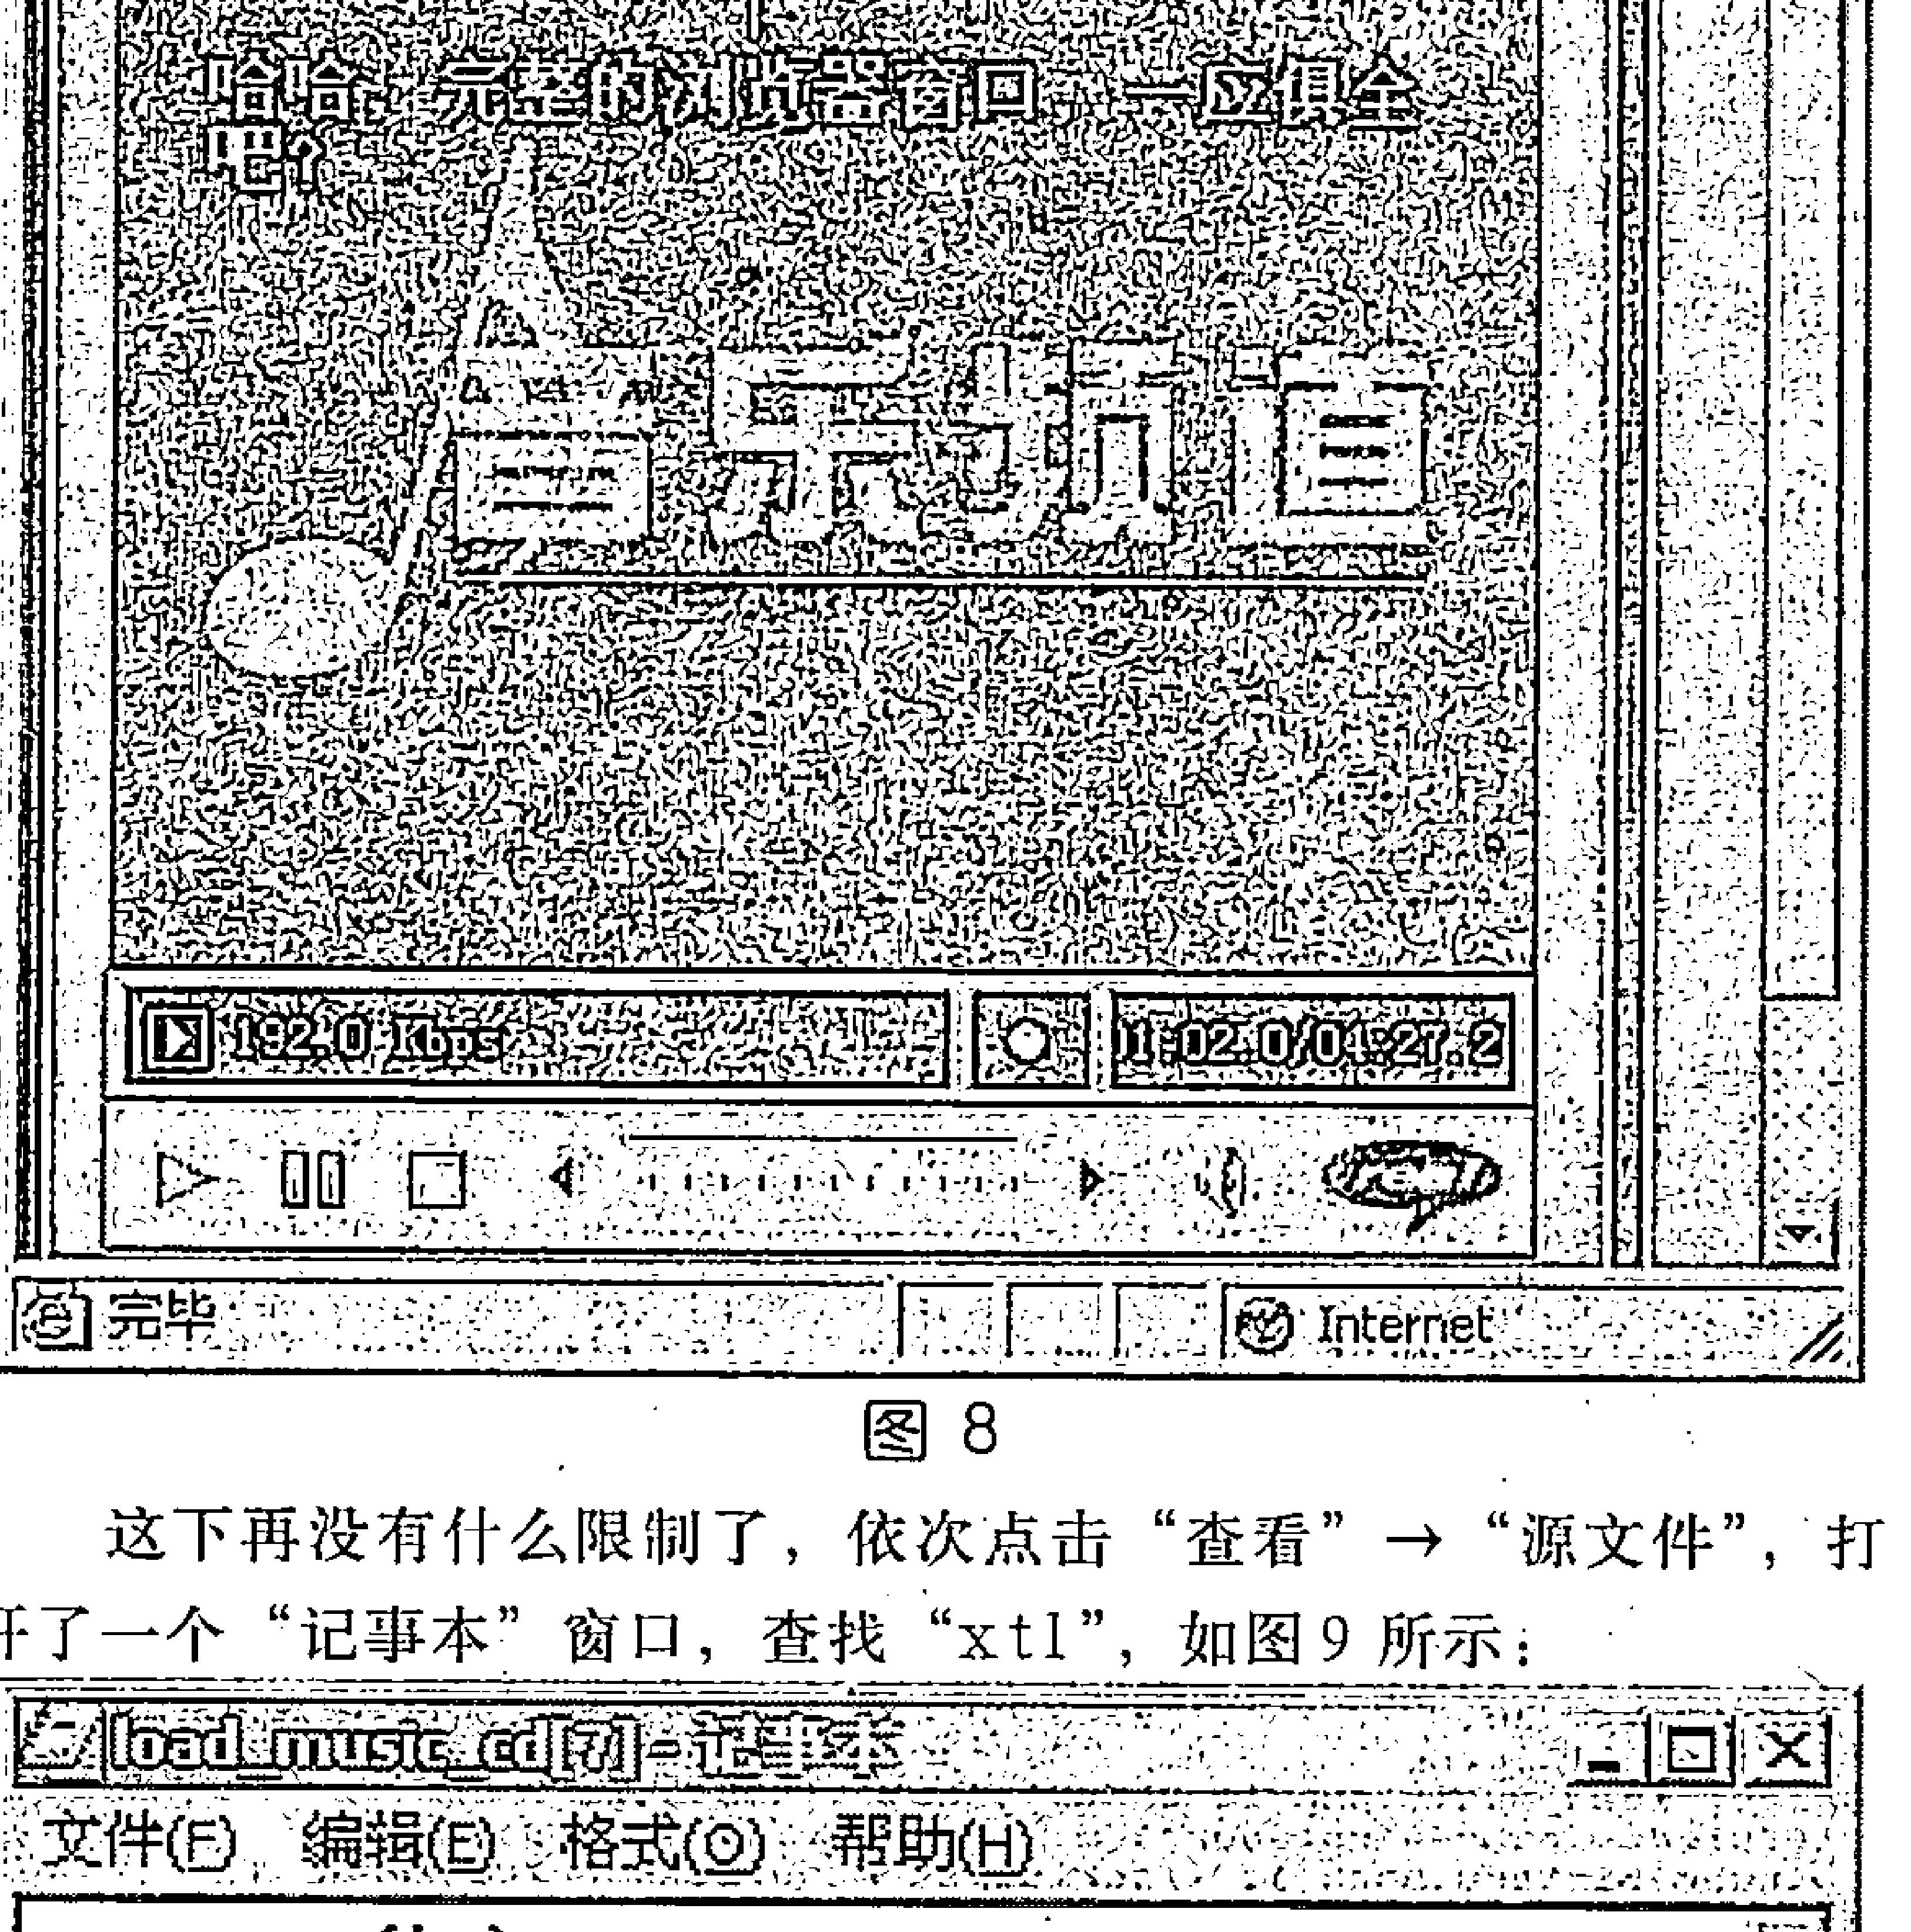 哈哈，完整的浏览器窗口，一应俱全
吧？
音乐极值
192.0 Kbps
1:02.0/04:27.2
完毕
Internet
图 8
这下再没有什么限制了，依次点击“查看”→“源文件”，打
开了一个“记事本”窗口，查找“xtl”，如图9 所示：
load_music_cd[7] - 记事本
文件(F) 编辑(E) 格式(O) 帮助(H)